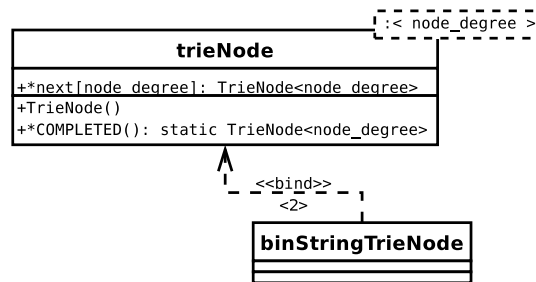 :< node_degree >
trieNode
+*next[node_degree]: TrieNode<node_degree>
+TrieNode()
+*COMPLETED(): static TrieNode<node_degree>
<<bind>>
<2>
binStringTrieNode